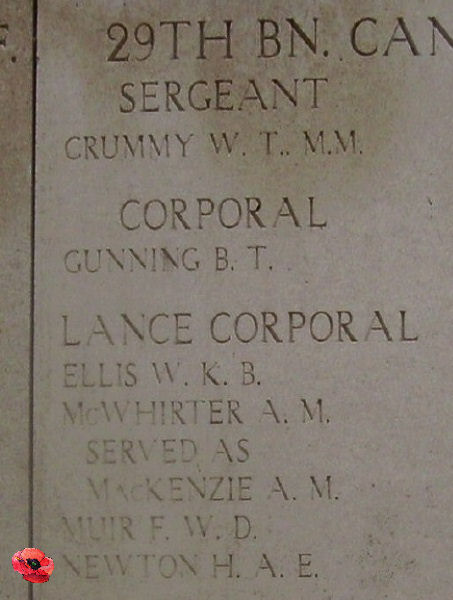 F.
29TH BN. CAN
SERGEANT
CRUMMY W. T., M.M.
CORPORAL
GUNNING B. T.
LANCE CORPORAL
ELLIS W. K. B.
McWHIRTER A. M.
SERVED AS
MacKENZIE A. M.
MUIR F. W. D.
NEWTON H. A. E.